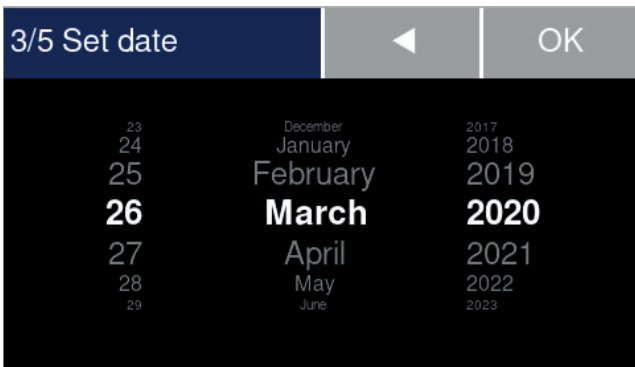 3/5 Set date ◀ OK
23 December 2017
24 January 2018
25 February 2019
26 March 2020
27 April 2021
28 May 2022
29 June 2023